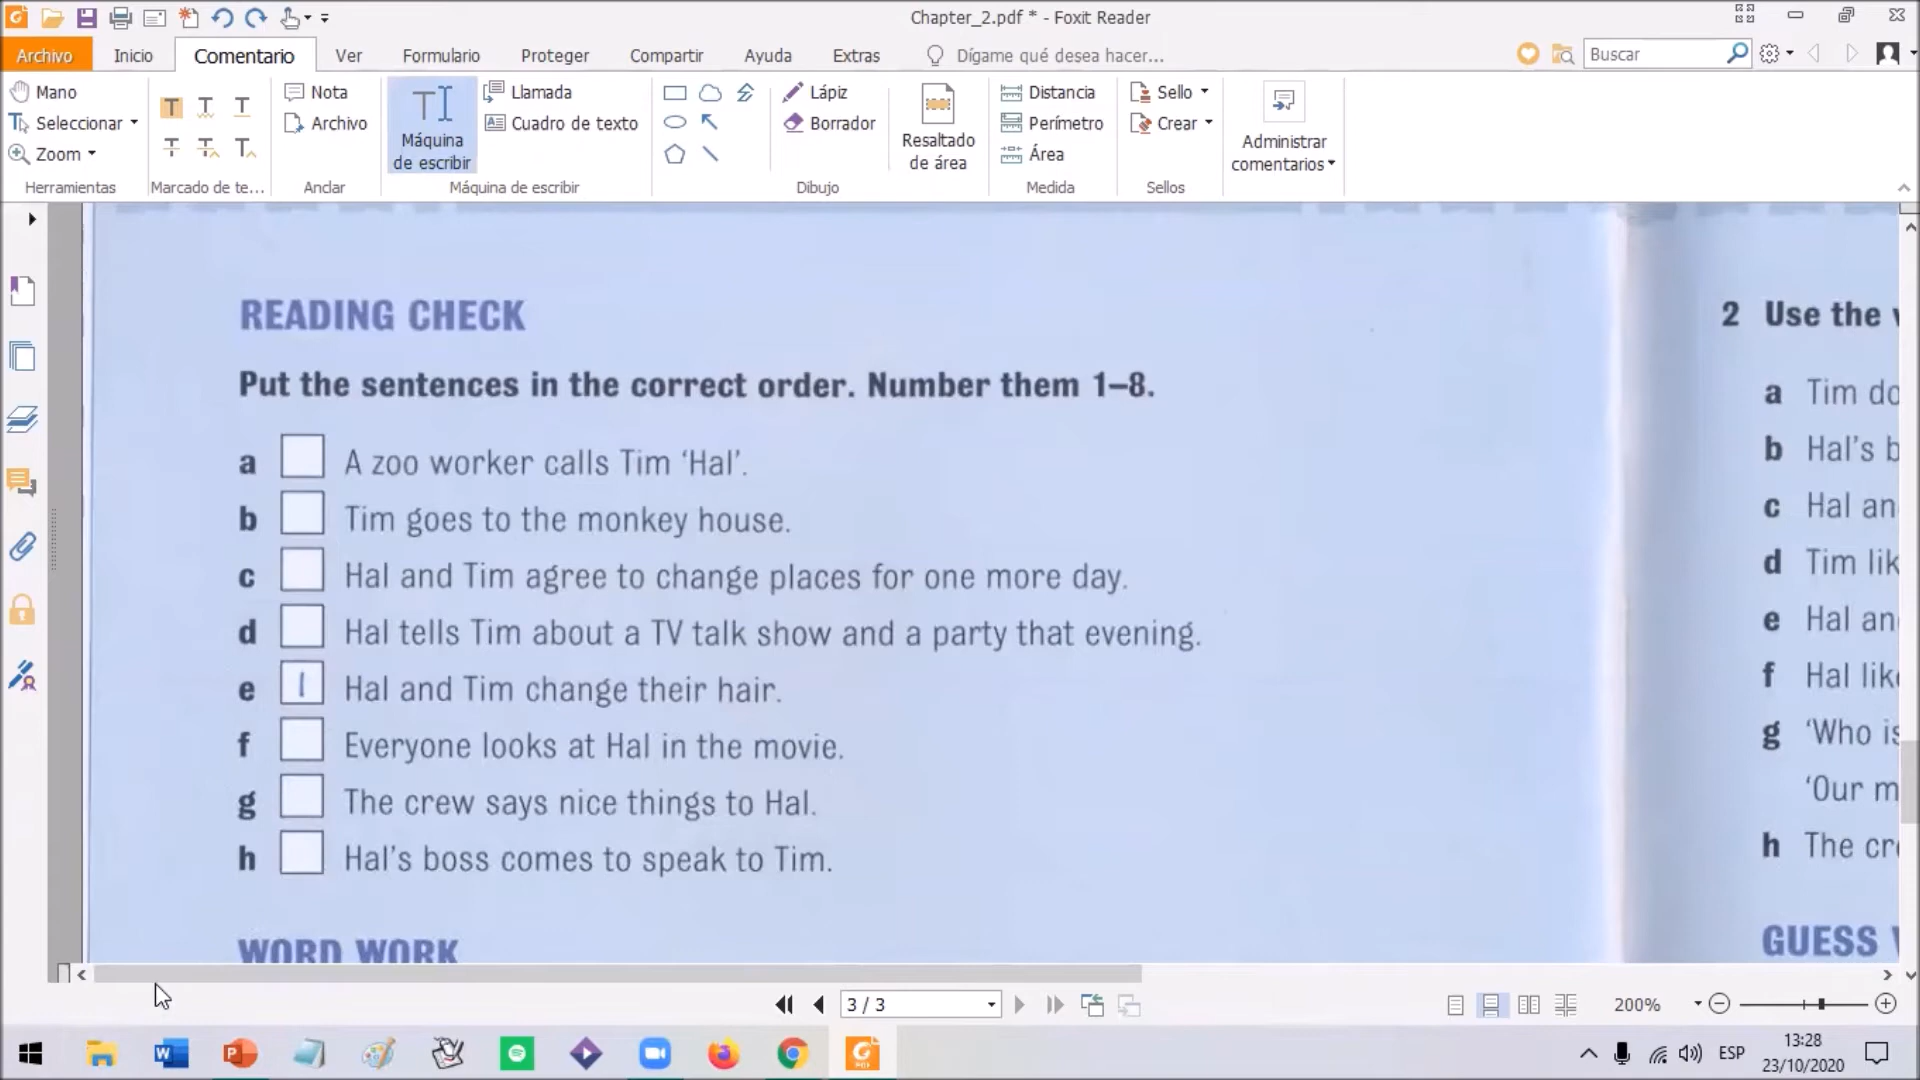 Chapter_2.pdf * - Foxit Reader
Archivo Inicio Comentario Ver Formulario Proteger Compartir Ayuda Extras Dígame qué desea hacer... Buscar
Mano
Seleccionar
Zoom
Herramientas
Marcado de te...
Nota
Archivo
Anclar
Máquina
de escribir
Llamada
Cuadro de texto
Máquina de escribir
Lápiz
Borrador
Dibujo
Resaltado
de área
Distancia
Perímetro
Área
Medida
Sello
Crear
Sellos
Administrar
comentarios
READING CHECK
Put the sentences in the correct order. Number them 1–8.
a A zoo worker calls Tim ‘Hal’.
b Tim goes to the monkey house.
c Hal and Tim agree to change places for one more day.
d Hal tells Tim about a TV talk show and a party that evening.
e 1 Hal and Tim change their hair.
f Everyone looks at Hal in the movie.
g The crew says nice things to Hal.
h Hal’s boss comes to speak to Tim.
WORD WORK
2 Use the
a Tim
b Hal’s
c Hal
d Tim
e Hal
f Hal
g ‘Who
‘Our
h The
GUESS
3 / 3
200%
ESP
13:28
23/10/2020